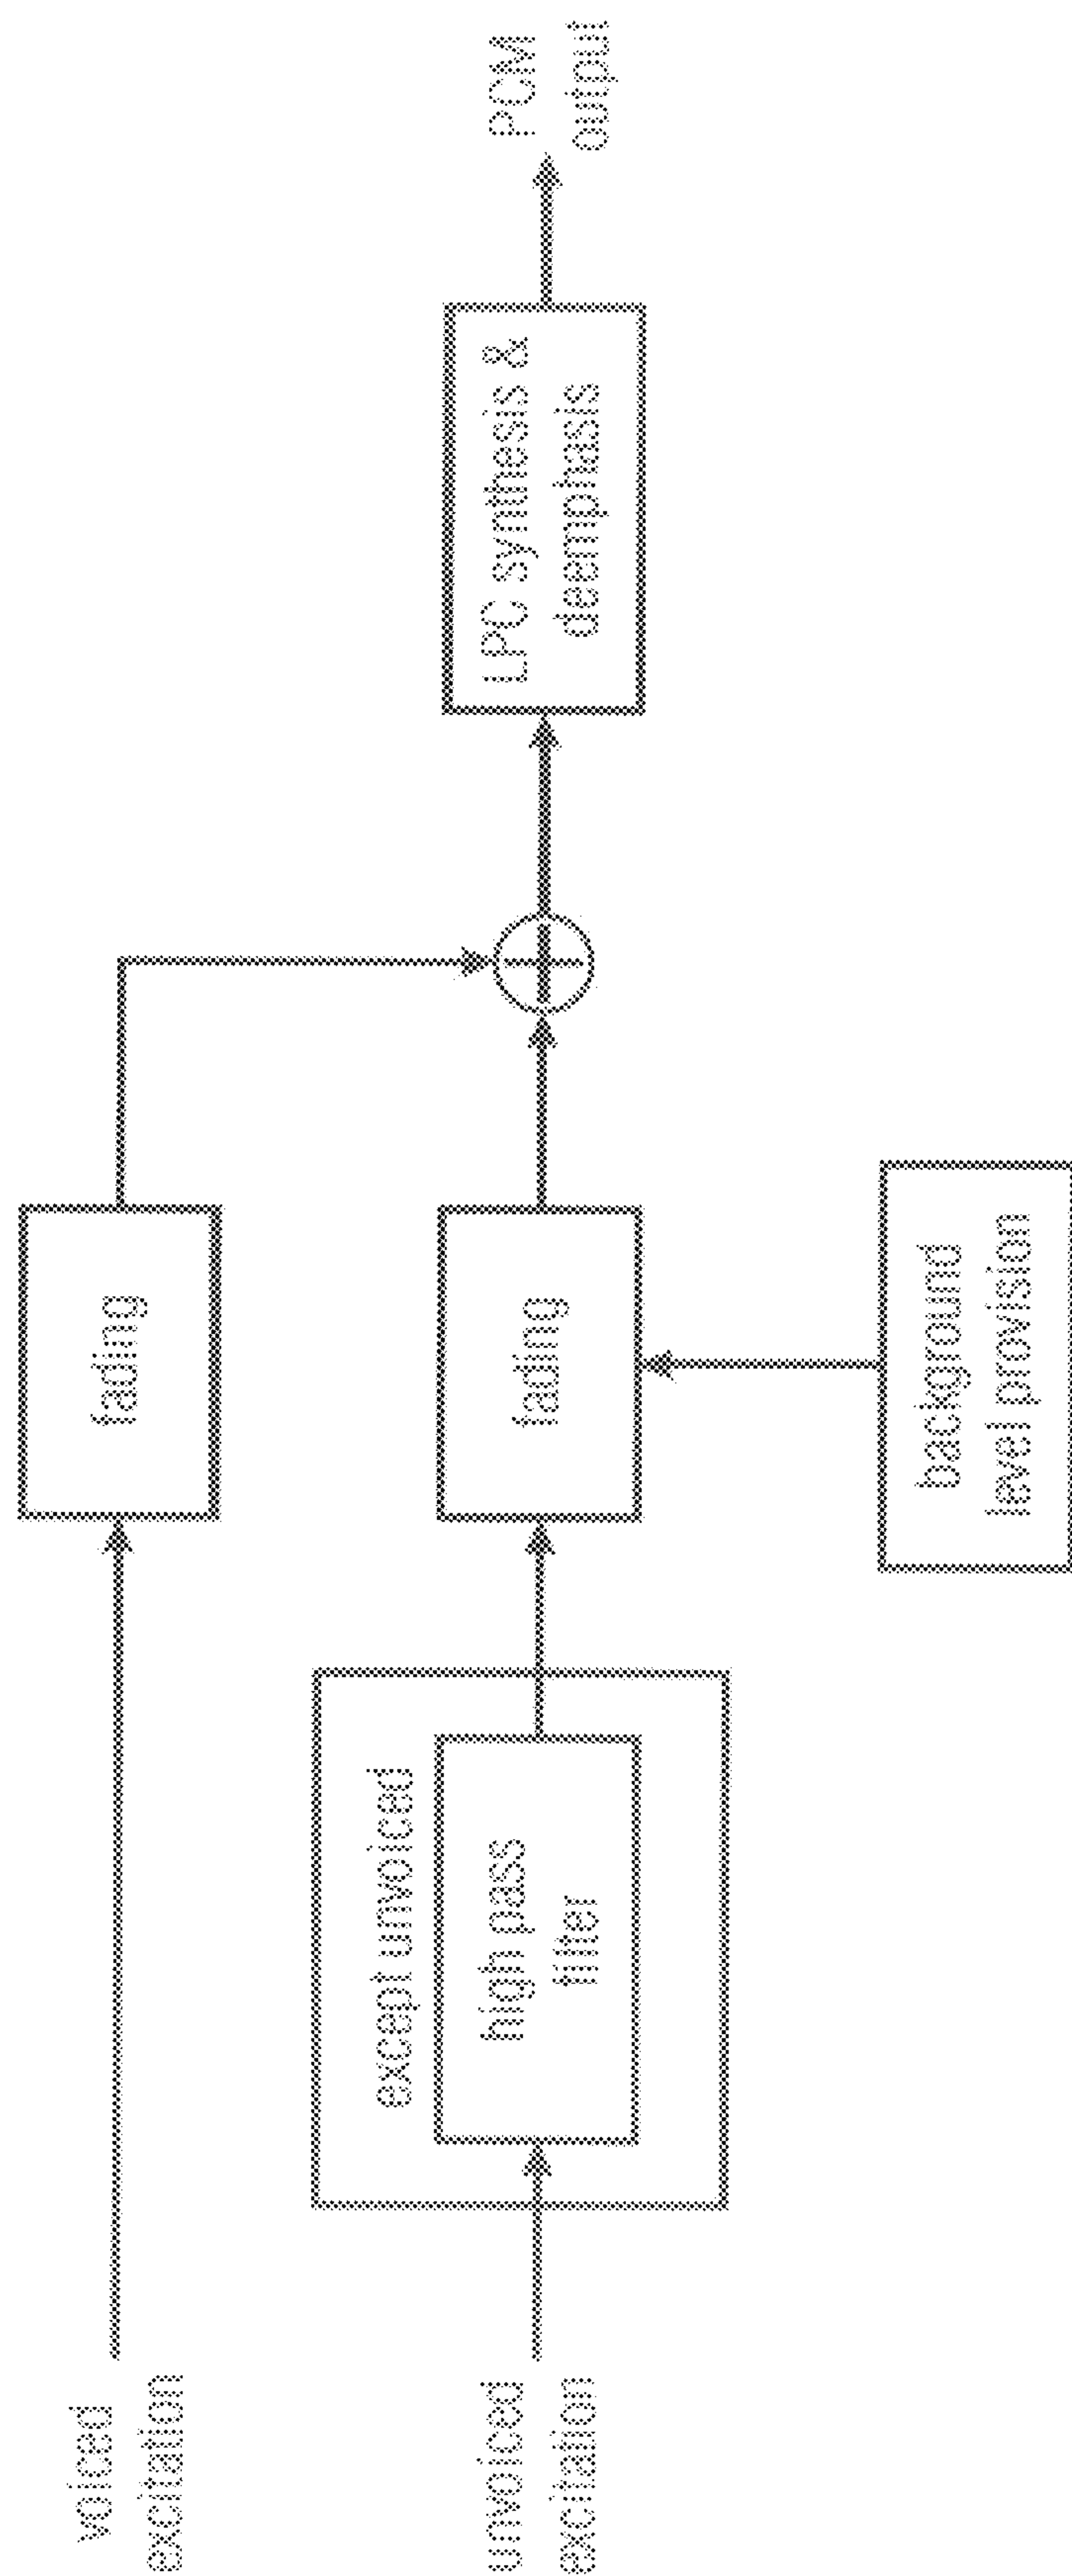 voiced
excitation
fading
unvoiced
excitation
except unvoiced
high pass
filter
fading
background
level provision
LPC synthesis &
deemphasis
PCM
output